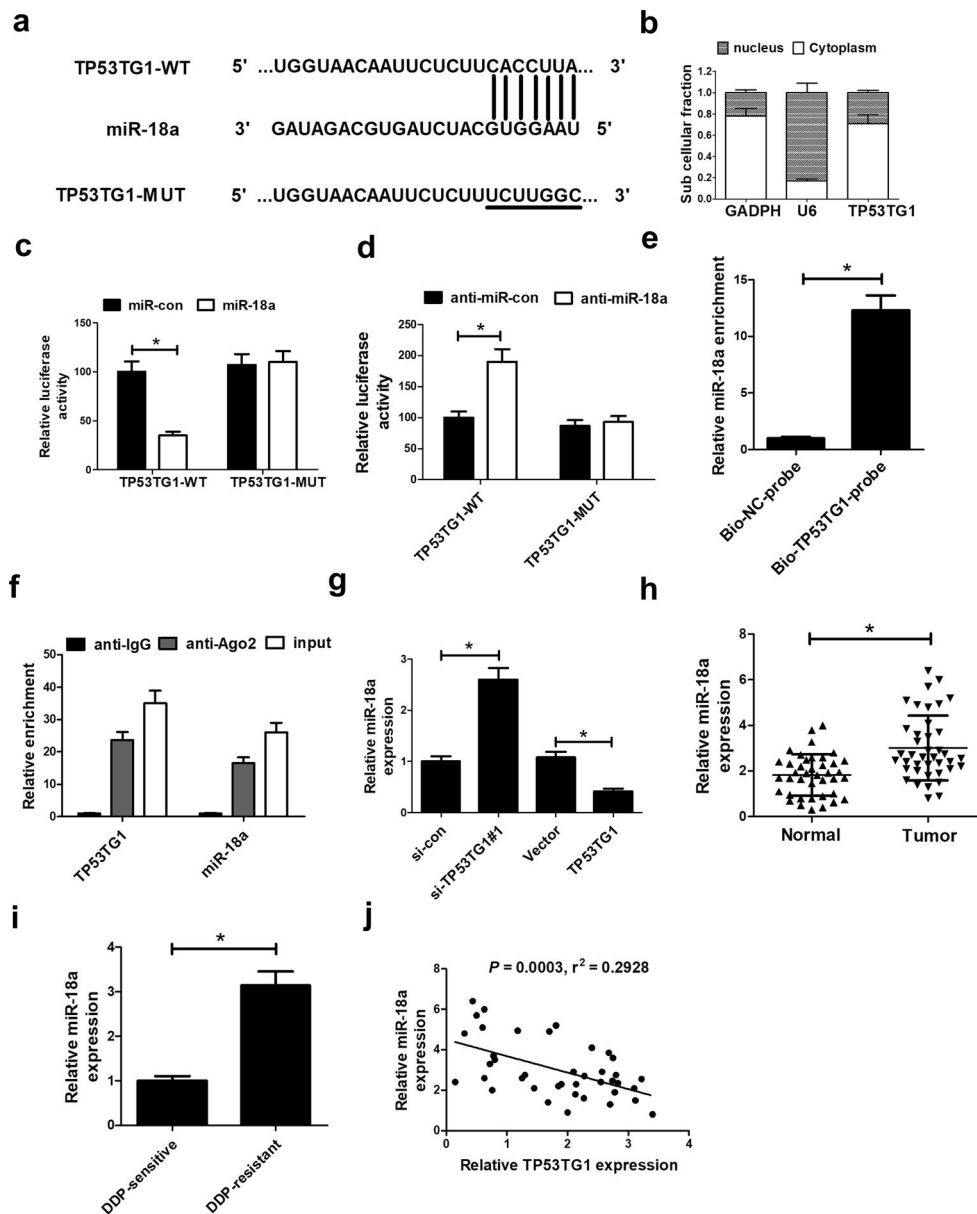 a
TP53TG1-WT 5' ...UGGUAACAAUUCUCUUCACCUUA... 3'
miR-18a 3' GAUAGACGUGAUCUACGUGGAAU 5'
TP53TG1-MUT 5' ...UGGUAACAAUUCUCUUUCUUGGC... 3'
b
nucleus Cytoplasm
Sub cellular fraction
1.0
0.8
0.6
0.4
0.2
0.0
GADPH U6 TP53TG1
c
miR-con miR-18a
Relative luciferase
activity
150
100
50
0
*
TP53TG1-WT TP53TG1-MUT
d
anti-miR-con anti-miR-18a
Relative luciferase
activity
250
200
150
100
50
0
*
TP53TG1-WT
TP53TG1-MUT
e
Relative miR-18a enrichment
15
10
5
0
*
Bio-NC-probe
Bio-TP53TG1-probe
f
anti-IgG anti-Ago2 input
Relative enrichment
50
40
30
20
10
0
TP53TG1
miR-18a
g
Relative miR-18a
expression
3
2
1
0
*
*
si-con
si-TP53TG1#1
Vector
TP53TG1
h
Relative miR-18a
expression
8
6
4
2
0
*
Normal Tumor
i
Relative miR-18a
expression
4
3
2
1
0
*
DDP-sensitive
DDP-resistant
j
P = 0.0003, r² = 0.2928
Relative miR-18a
expression
8
6
4
2
0
0 1 2 3 4
Relative TP53TG1 expression